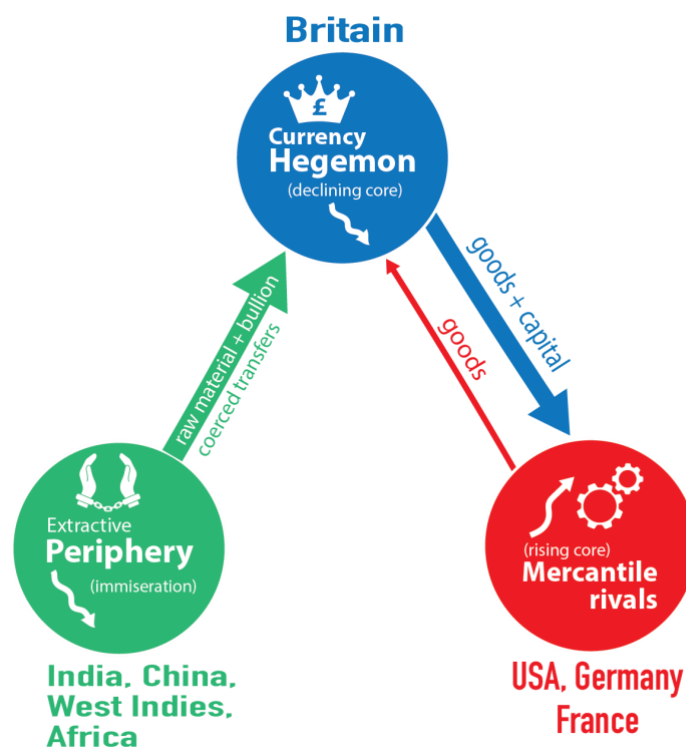 Britain
£
Currency
Hegemon
(declining core)
raw material + bullion
coerced transfers
goods + capital
goods
Extractive
Periphery
(immiseration)
(rising core)
Mercantile
rivals
India, China,
West Indies,
Africa
USA, Germany
France